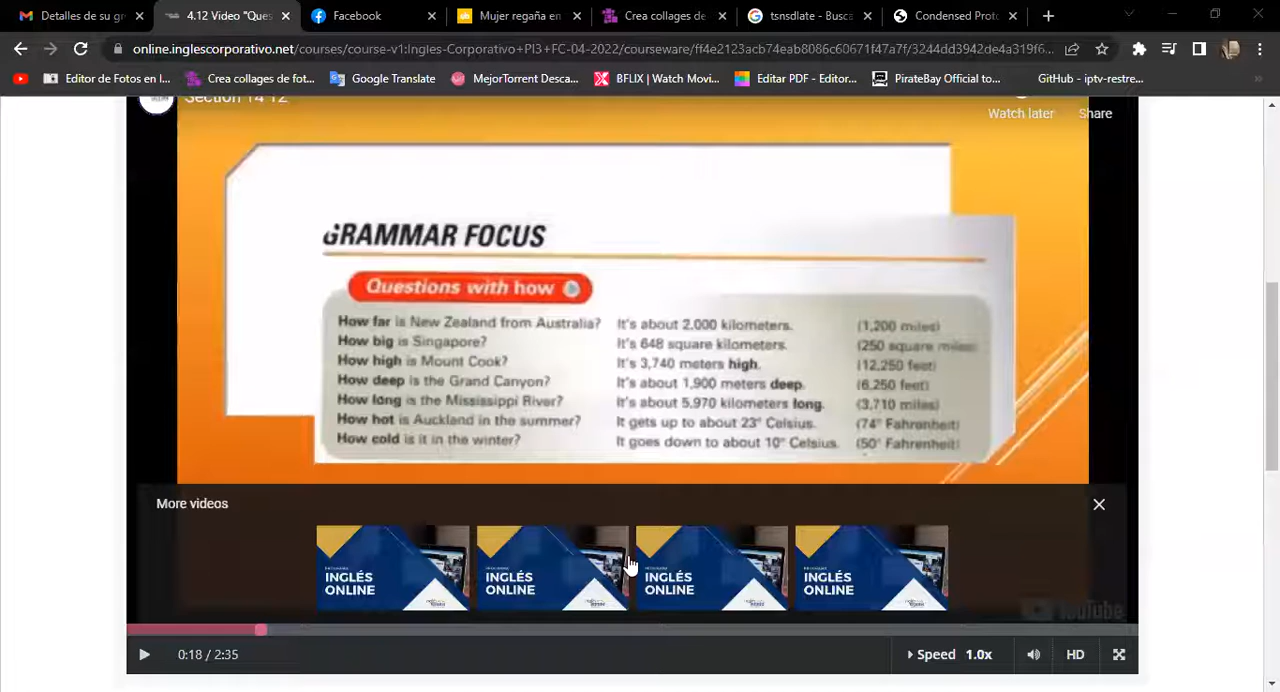 Detalles de su gr
4.12 Video "Ques
Facebook
Mujer regaña en
Crea collages de
tsnsdlate - Busca
Condensed Proto
online.inglescorporativo.net/courses/course-v1:Ingles-Corporativo+PI3+FC-04-2022/courseware/ff4e2123acb74eab8086c60671f47a7f/3244dd3942de4a319f6...
Editor de Fotos en l...
Crea collages de fot...
Google Translate
MejorTorrent Desca...
BFLIX | Watch Movi...
Editar PDF - Editor...
PirateBay Official to...
GitHub - iptv-restre...
Section 14 12
Watch later
Share
GRAMMAR FOCUS
Questions with how
How far is New Zealand from Australia? It's about 2,000 kilometers. (1,200 miles)
How big is Singapore? It's 648 square kilometers. (250 square miles)
How high is Mount Cook? It's 3,740 meters high. (12,250 feet)
How deep is the Grand Canyon? It's about 1,900 meters deep. (6,250 feet)
How long is the Mississippi River? It's about 5,970 kilometers long. (3,710 miles)
How hot is Auckland in the summer? It gets up to about 23° Celsius. (74° Fahrenheit)
How cold is it in the winter? It goes down to about 10° Celsius. (50° Fahrenheit)
More videos
INGLÉS
ONLINE
INGLÉS
ONLINE
INGLÉS
ONLINE
INGLÉS
ONLINE
YouTube
0:18 / 2:35
Speed 1.0x
HD